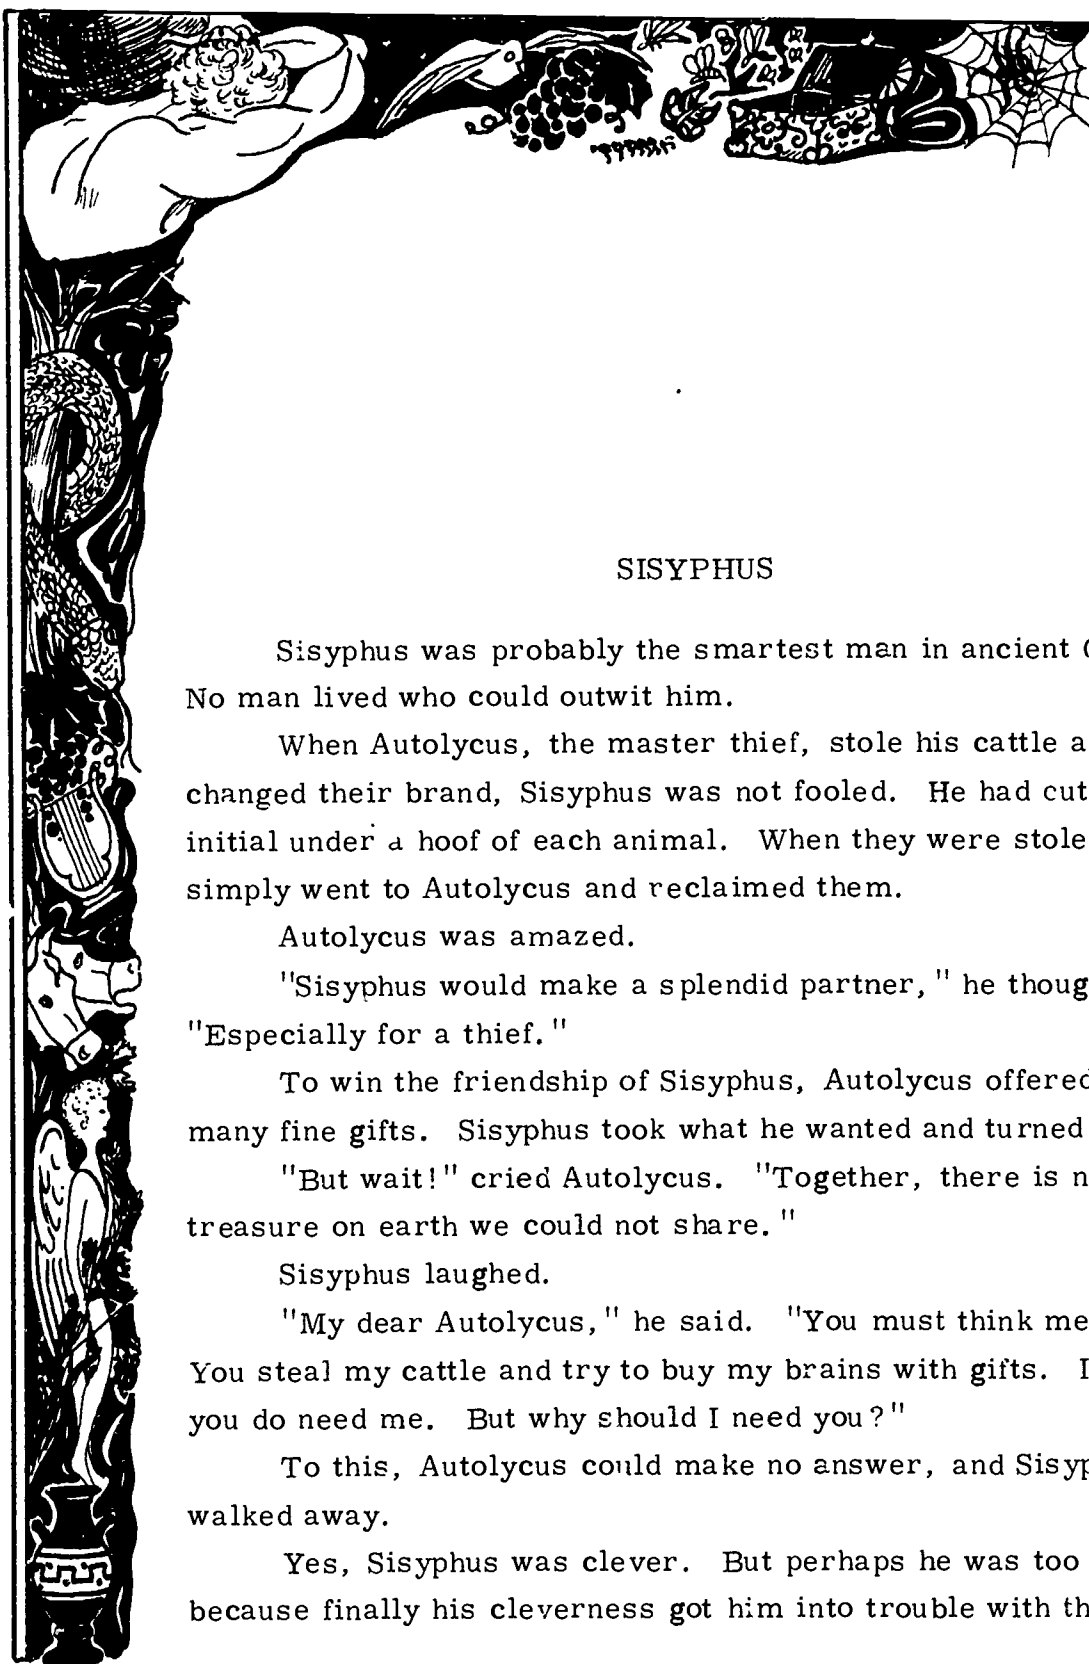 SISYPHUS
Sisyphus was probably the smartest man in ancient
No man lived who could outwit him.
When Autolycus, the master thief, stole his cattle a
changed their brand, Sisyphus was not fooled. He had cut
initial under a hoof of each animal. When they were stole
simply went to Autolycus and reclaimed them.
Autolycus was amazed.
"Sisyphus would make a splendid partner," he thoug
"Especially for a thief."
To win the friendship of Sisyphus, Autolycus offered
many fine gifts. Sisyphus took what he wanted and turned
"But wait!" cried Autolycus. "Together, there is n
treasure on earth we could not share."
Sisyphus laughed.
"My dear Autolycus," he said. "You must think me
You steal my cattle and try to buy my brains with gifts. I
you do need me. But why should I need you?"
To this, Autolycus could make no answer, and Sisyp
walked away.
Yes, Sisyphus was clever. But perhaps he was too
because finally his cleverness got him into trouble with th